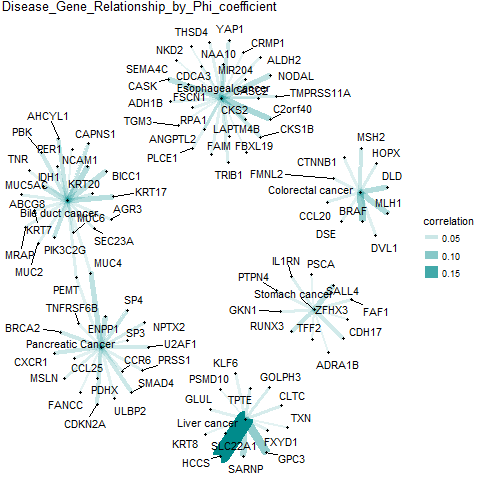 Disease_Gene_Relationship_by_Phi_coefficient
YAP1
THSD4
CRMP1
NKD2
NAA10
ALDH2
SEMA4C
MIR204
NODAL
CDCA3
CASK
Esophageal cancer
CASC2
TMPRSS11A
FSCN1
ADH1B
C2orf40
CKS2
TGM3
RPA1
LAPTM4B
CKS1B
ANGPTL2
FAIM
FBXL19
PLCE1
TRIB1
AHCYL1
PBK
CAPNS1
PER1
TNR
NCAM1
IDH1
BICC1
MUC5AC
KRT20
KRT17
ABCG8
Bile duct cancer
AGR3
MUC6
KRT7
SEC23A
MRAP
PIK3C2G
MUC2
MUC4
PEMT
MSH2
HOPX
CTNNB1
FMNL2
DLD
Colorectal cancer
MLH1
CCL20
BRAF
DSE
DVL1
correlation
0.05
0.10
0.15
IL1RN
PSCA
PTPN4
SALL4
Stomach cancer
GKN1
ZFHX3
FAF1
RUNX3
TFF2
CDH17
ADRA1B
SP4
TNFRSF6B
NPTX2
BRCA2
ENPP1
SP3
Pancreatic Cancer
U2AF1
CXCR1
CCR6
PRSS1
CCL25
MSLN
PDHX
SMAD4
FANCC
ULBP2
CDKN2A
KLF6
PSMD10
GOLPH3
GLUL
TPTE
CLTC
Liver cancer
TXN
KRT8
SLC22A1
FXYD1
HCCS
GPC3
SARNP